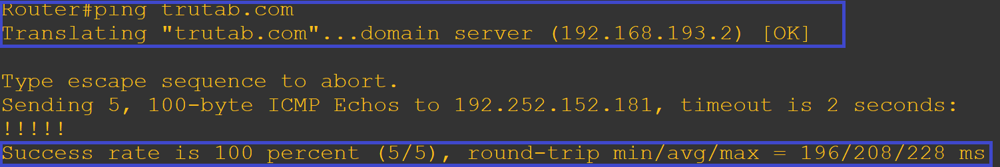 Router#ping trutab.com
Translating "trutab.com"...domain server (192.168.193.2) [OK]
Type escape sequence to abort.
Sending 5, 100-byte ICMP Echos to 192.252.152.181, timeout is 2 seconds:
!!!!!
Success rate is 100 percent (5/5), round-trip min/avg/max = 196/208/228 ms